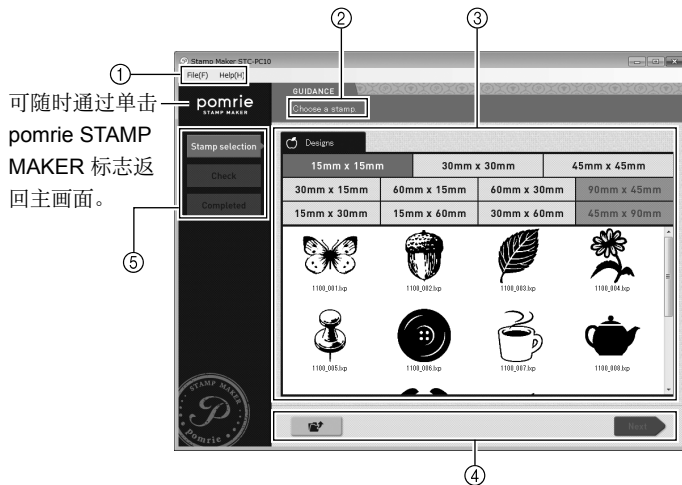 ②
③
①
Stamp Maker STC-PC10
File(F) Help(H)
可随时通过单击
pomrie STAMP
MAKER 标志返
回主画面。
pomrie
STAMP MAKER
GUIDANCE
Choose a stamp.
Stamp selection
Check
Completed
⑤
Designs
15mm x 15mm 30mm x 30mm 45mm x 45mm
30mm x 15mm 60mm x 15mm 60mm x 30mm 90mm x 45mm
15mm x 30mm 15mm x 60mm 30mm x 60mm 45mm x 90mm
1100_001.lxp 1100_002.lxp 1100_003.lxp 1100_004.lxp
1100_005.lxp 1100_006.lxp 1100_007.lxp 1100_008.lxp
STAMP MAKER
P
Pomrie
Next
④